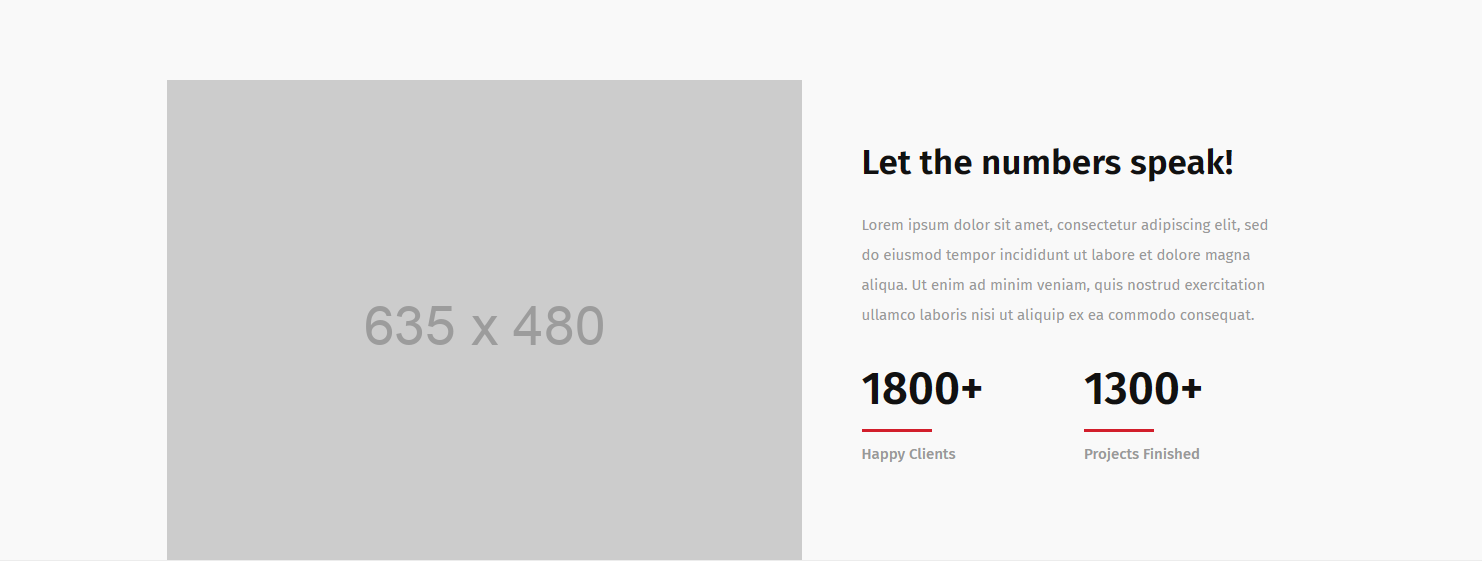 635 x 480
Let the numbers speak!
Lorem ipsum dolor sit amet, consectetur adipiscing elit, sed
do eiusmod tempor incididunt ut labore et dolore magna
aliqua. Ut enim ad minim veniam, quis nostrud exercitation
ullamco laboris nisi ut aliquip ex ea commodo consequat.
1800+
Happy Clients
1300+
Projects Finished